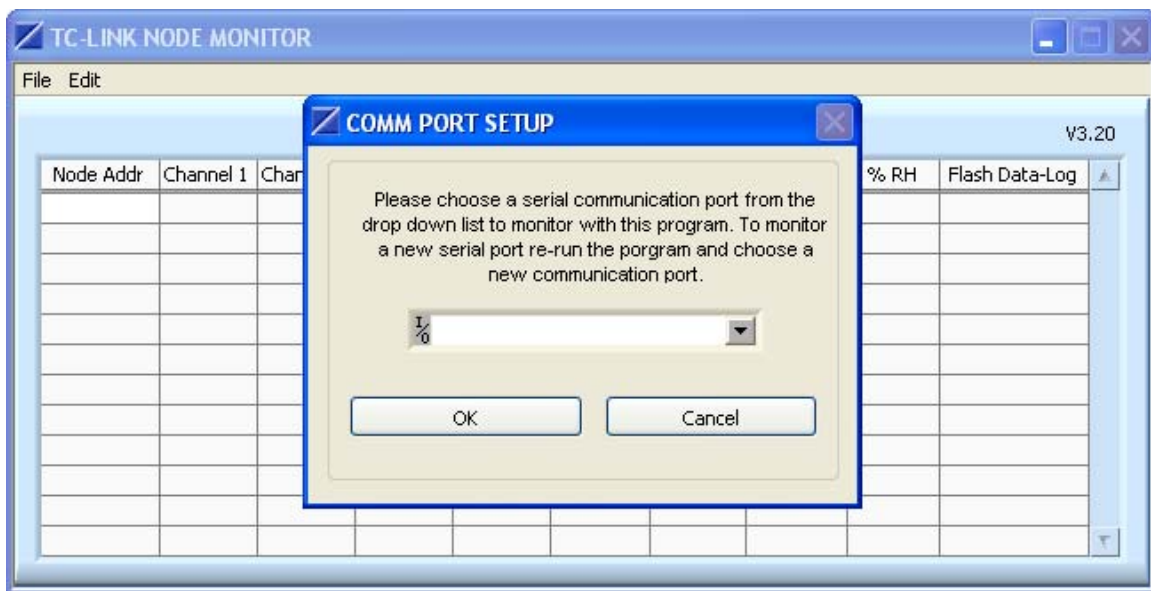 TC-LINK NODE MONITOR
File Edit
COMM PORT SETUP
V3.20
Node Addr Channel 1 Chan % RH Flash Data-Log
Please choose a serial communication port from the
drop down list to monitor with this program. To monitor
a new serial port re-run the porgram and choose a
new communication port.
I/O
OK Cancel